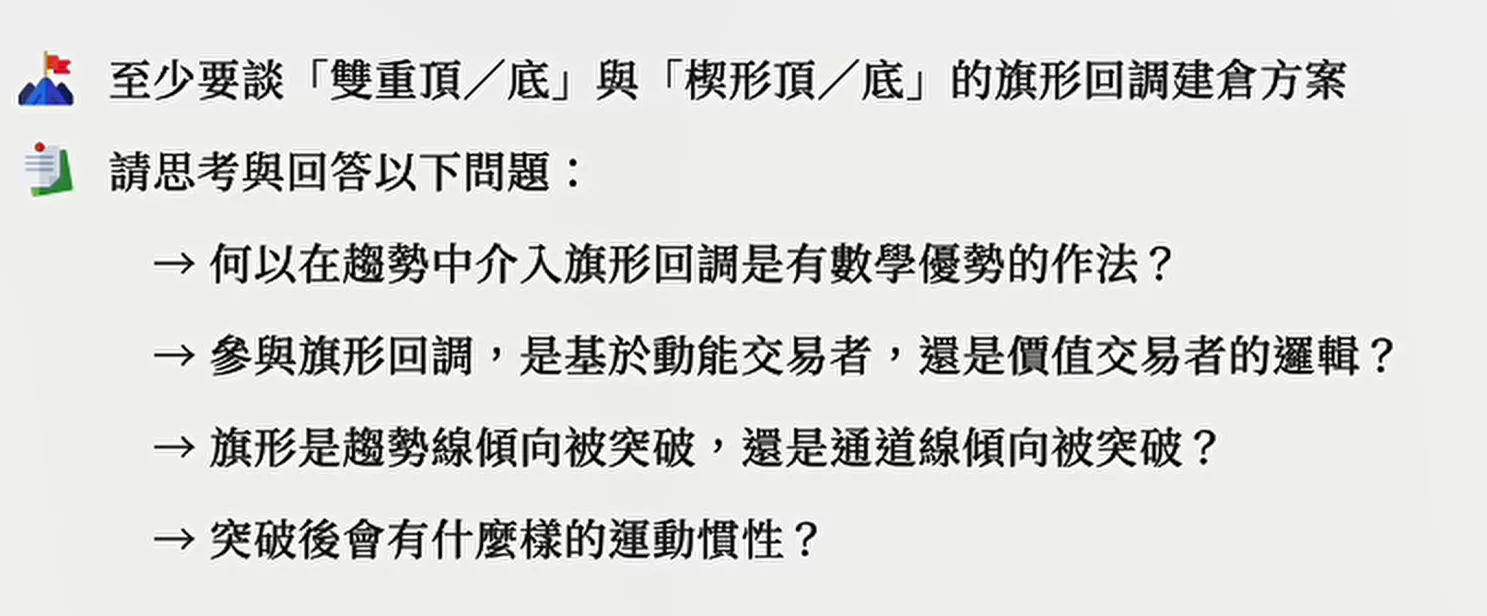 至少要談「雙重頂／底」與「楔形頂／底」的旗形回調建倉方案
請思考與回答以下問題：
→ 何以在趨勢中介入旗形回調是有數學優勢的作法？
→ 參與旗形回調，是基於動能交易者，還是價值交易者的邏輯？
→ 旗形是趨勢線傾向被突破，還是通道線傾向被突破？
→ 突破後會有什麼樣的運動慣性？